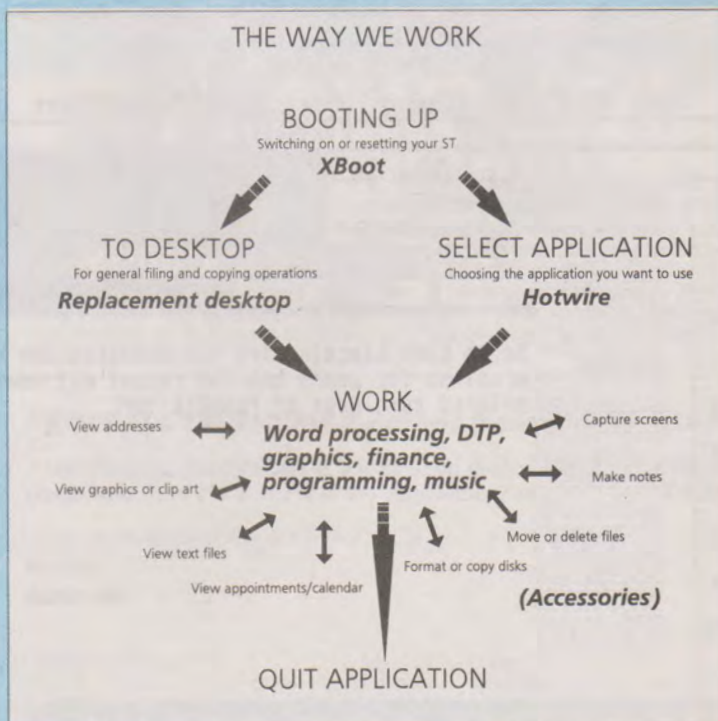 THE WAY WE WORK
BOOTING UP
Switching on or resetting your ST
XBoot
TO DESKTOP
For general filing and copying operations
Replacement desktop
SELECT APPLICATION
Choosing the application you want to use
Hotwire
WORK
Word processing, DTP,
graphics, finance,
programming, music
View addresses
View graphics or clip art
View text files
View appointments/calendar
Format or copy disks
Move or delete files
Make notes
Capture screens
(Accessories)
QUIT APPLICATION